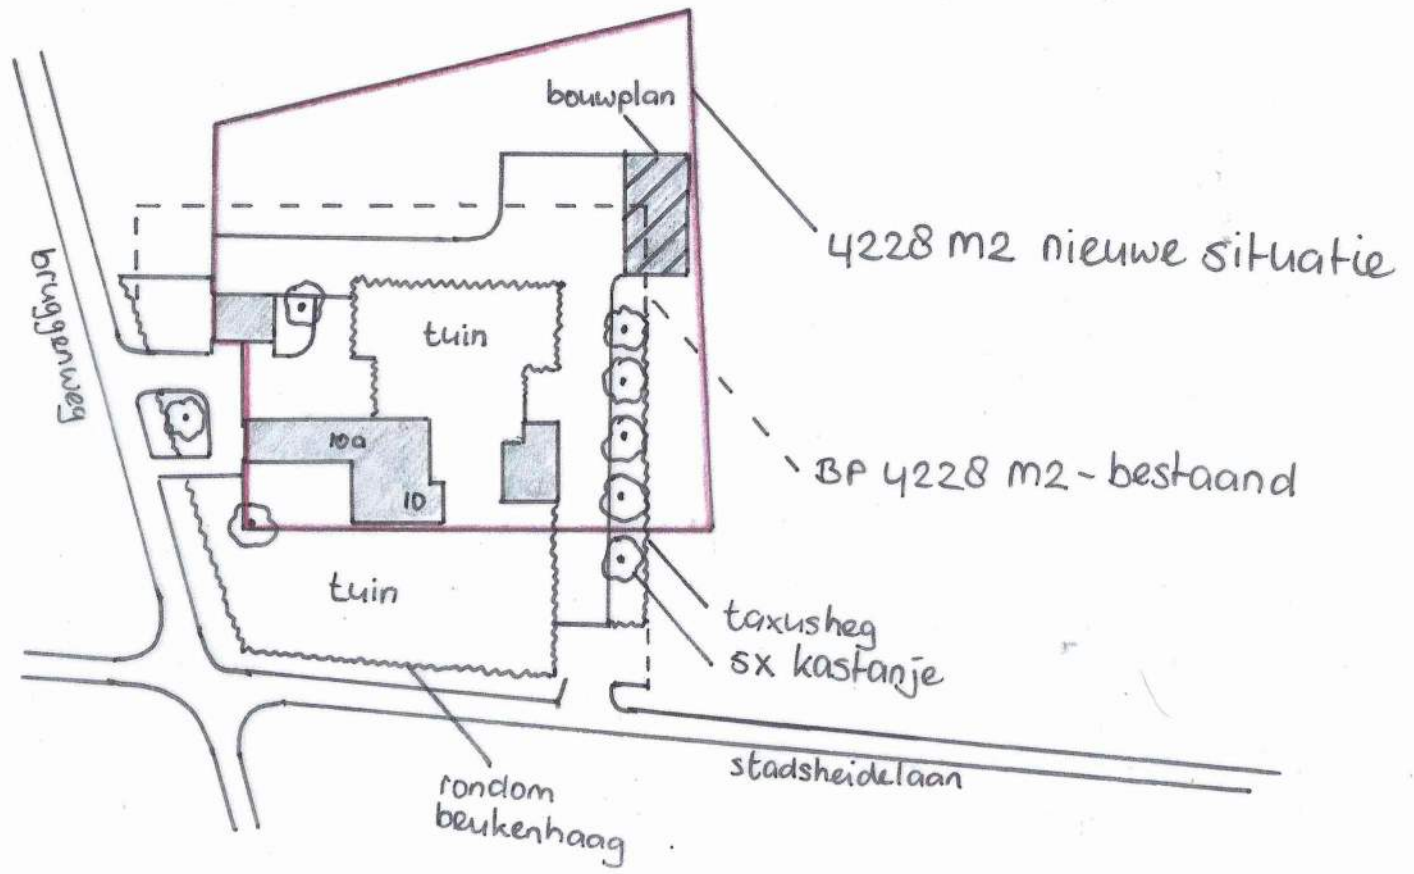 bouwplan
4228 m2 nieuwe situatie
bruggenweg
tuin
10a
10
BP 4228 m2 - bestaand
tuin
taxusheg
5x kastanje
stadsheidelaan
rondom
beukenhaag